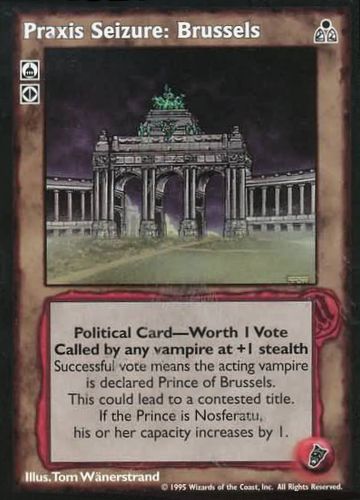 Praxis Seizure: Brussels
Political Card—Worth 1 Vote
Called by any vampire at +1 stealth
Successful vote means the acting vampire
is declared Prince of Brussels.
This could lead to a contested title.
If the Prince is Nosferatu,
his or her capacity increases by 1.
Illus. Tom Wänerstrand
© 1995 Wizards of the Coast, Inc. All rights reserved.